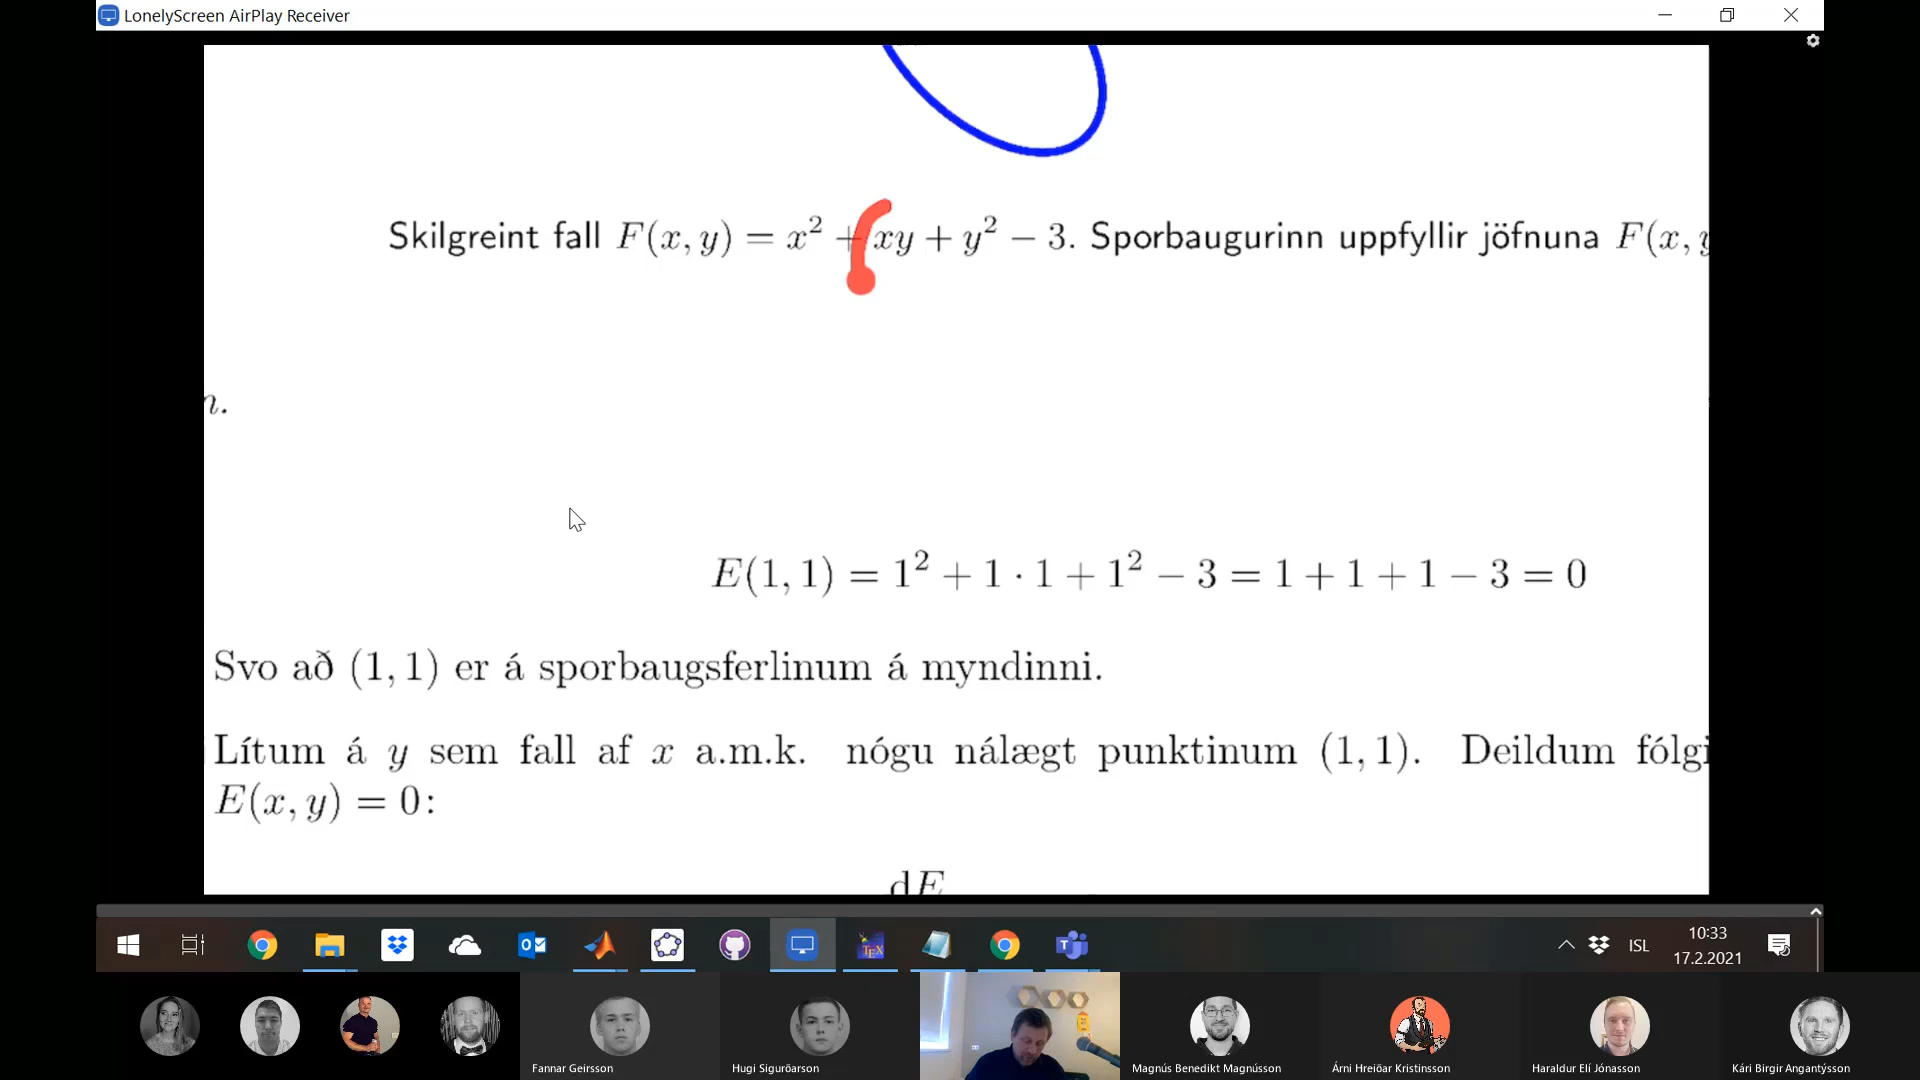 LonelyScreen AirPlay Receiver
Skilgreint fall F(x, y) = x² + xy + y² − 3. Sporbaugurinn uppfyllir jöfnuna F(x, y
n.
E(1, 1) = 1² + 1 · 1 + 1² − 3 = 1 + 1 + 1 − 3 = 0
Svo að (1, 1) er á sporbaugsferlinum á myndinni.
Lítum á y sem fall af x a.m.k. nógu nálægt punktinum (1, 1). Deildum fólgi
E(x, y) = 0:
dE
ISL
10:33
17.2.2021
Fannar Geirsson
Hugi Sigurðarson
Magnús Benedikt Magnússon
Árni Hreiðar Kristinsson
Haraldur Elí Jónasson
Kári Birgir Angantýsson